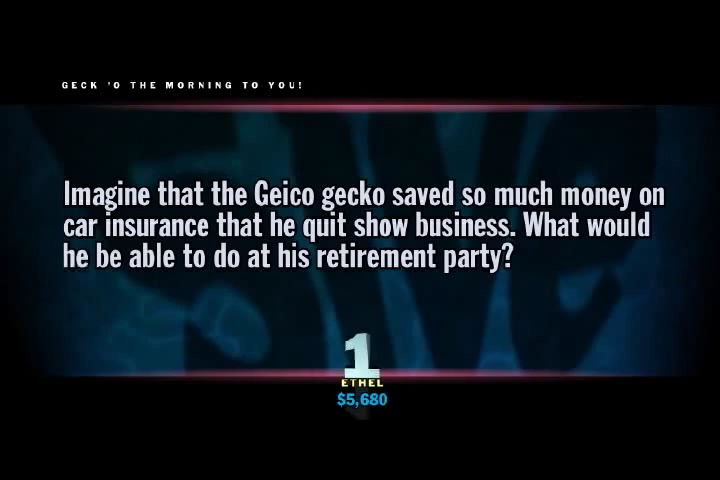 GECK 'O THE MORNING TO YOU!
Imagine that the Geico gecko saved so much money on
car insurance that he quit show business. What would
he be able to do at his retirement party?
1
ETHEL
$5,680